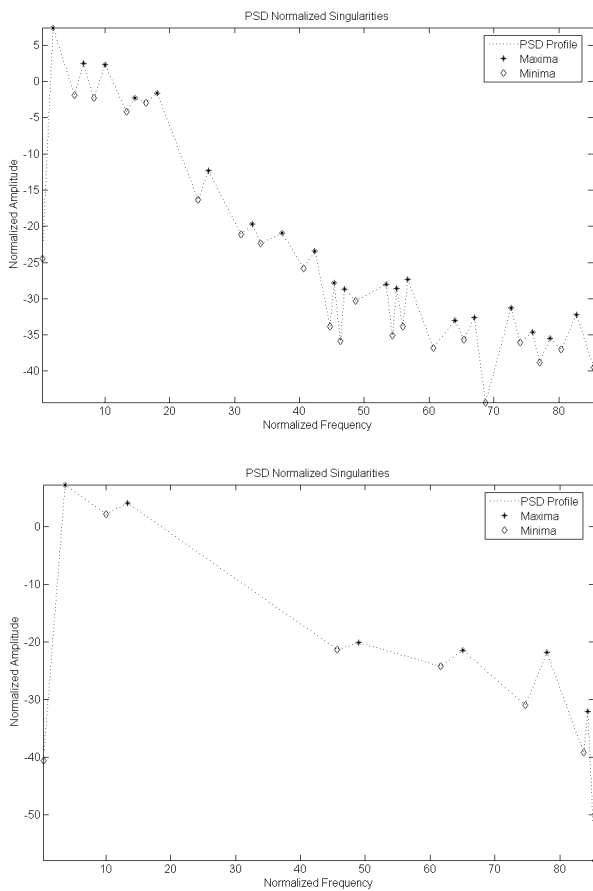 PSD Normalized Singularities
PSD Profile
Maxima
Minima
5
0
-5
-10
-15
-20
-25
-30
-35
-40
Normalized Amplitude
10 20 30 40 50 60 70 80
Normalized Frequency
PSD Normalized Singularities
PSD Profile
Maxima
Minima
0
-10
-20
-30
-40
-50
Normalized Amplitude
10 20 30 40 50 60 70 80
Normalized Frequency